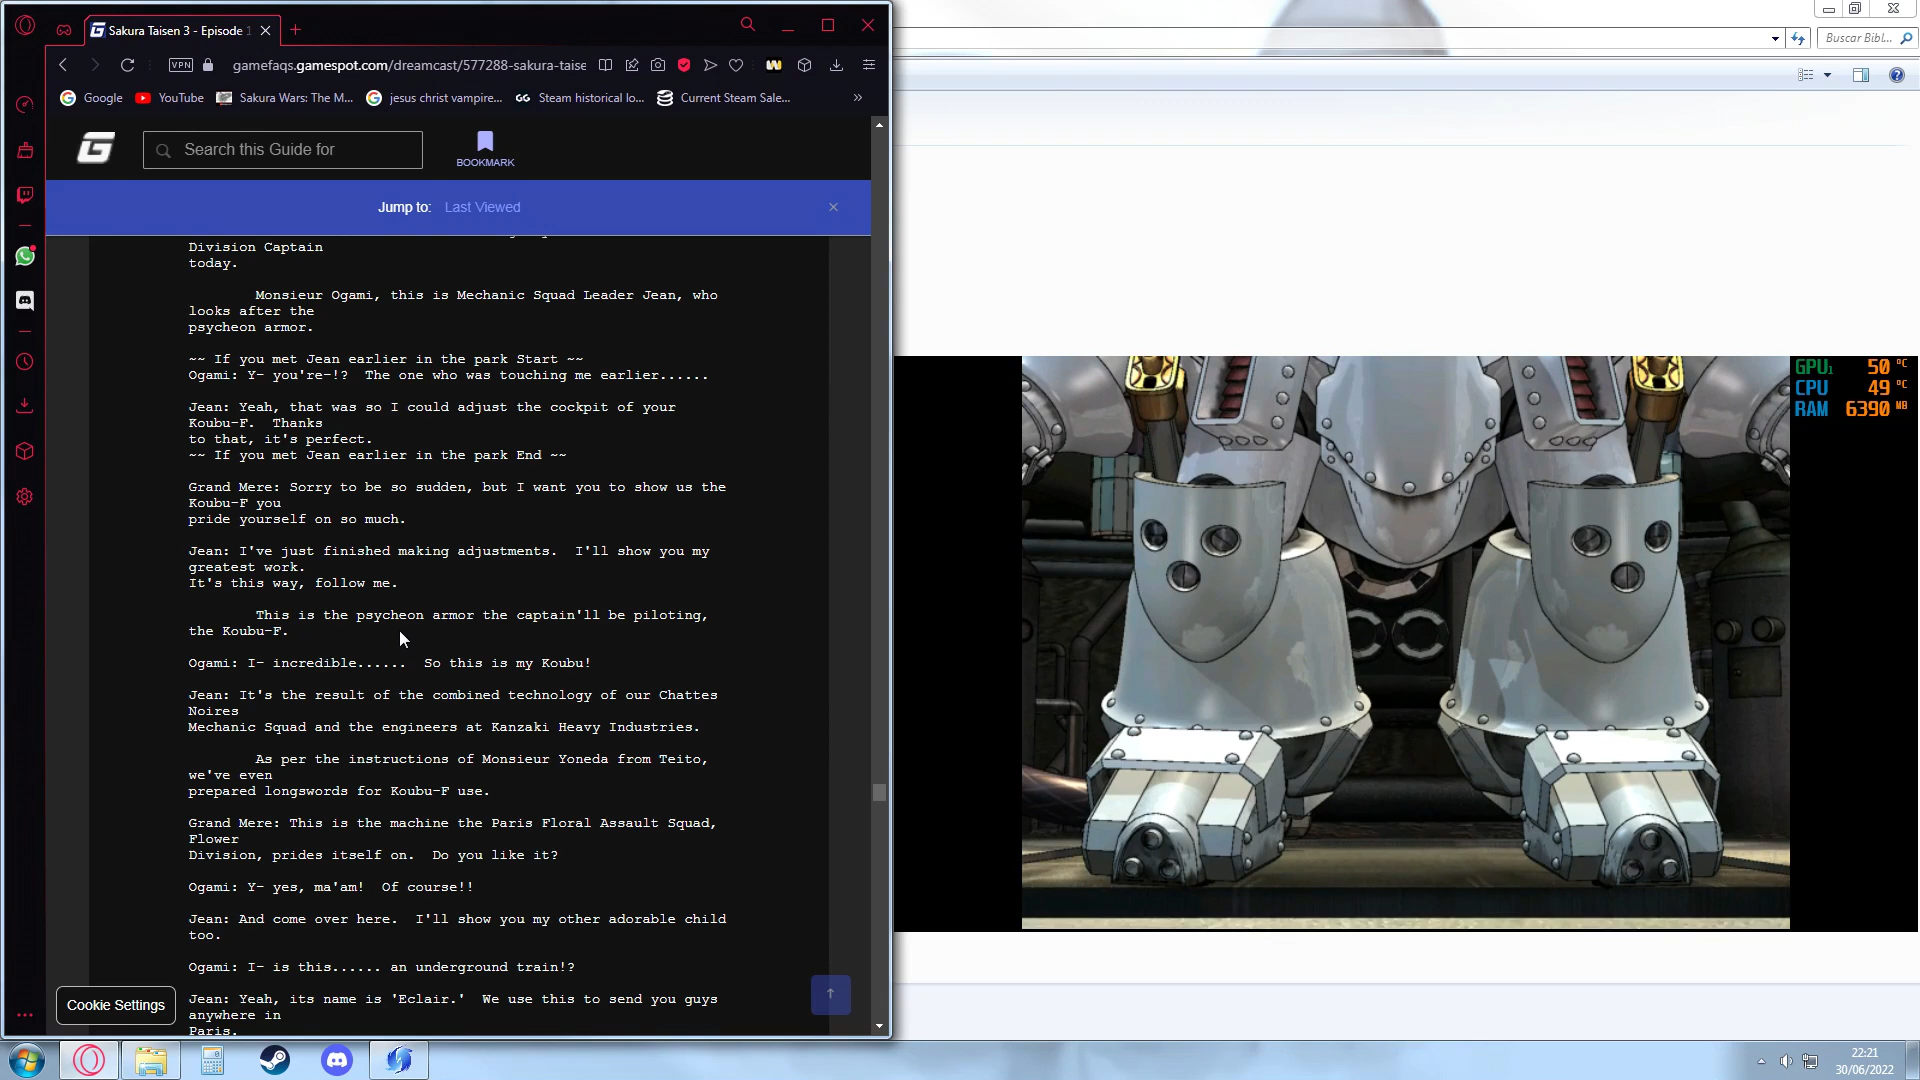 Sakura Taisen 3 - Episode 1
VPN
gamefaqs.gamespot.com/dreamcast/577288-sakura-taise
Google
YouTube
Sakura Wars: The M...
jesus christ vampire...
Steam historical lo...
Current Steam Sale...
»
Search this Guide for
BOOKMARK
Jump to: Last Viewed
Division Captain
today.
Monsieur Ogami, this is Mechanic Squad Leader Jean, who
looks after the
psycheon armor.
~~ If you met Jean earlier in the park Start ~~
Ogami: Y- you're-!? The one who was touching me earlier......
Jean: Yeah, that was so I could adjust the cockpit of your
Koubu-F. Thanks
to that, it's perfect.
~~ If you met Jean earlier in the park End ~~
Grand Mere: Sorry to be so sudden, but I want you to show us the
Koubu-F you
pride yourself on so much.
Jean: I've just finished making adjustments. I'll show you my
greatest work.
It's this way, follow me.
This is the psycheon armor the captain'll be piloting,
the Koubu-F.
Ogami: I- incredible...... So this is my Koubu!
Jean: It's the result of the combined technology of our Chattes
Noires
Mechanic Squad and the engineers at Kanzaki Heavy Industries.
As per the instructions of Monsieur Yoneda from Teito,
we've even
prepared longswords for Koubu-F use.
Grand Mere: This is the machine the Paris Floral Assault Squad,
Flower
Division, prides itself on. Do you like it?
Ogami: Y- yes, ma'am! Of course!!
Jean: And come over here. I'll show you my other adorable child
too.
Ogami: I- is this...... an underground train!?
Jean: Yeah, its name is 'Eclair.' We use this to send you guys
anywhere in
Paris.
Cookie Settings
Buscar Bibl...
GPU1 50 °C
CPU 49 °C
RAM 6390 MB
22:21
30/06/2022